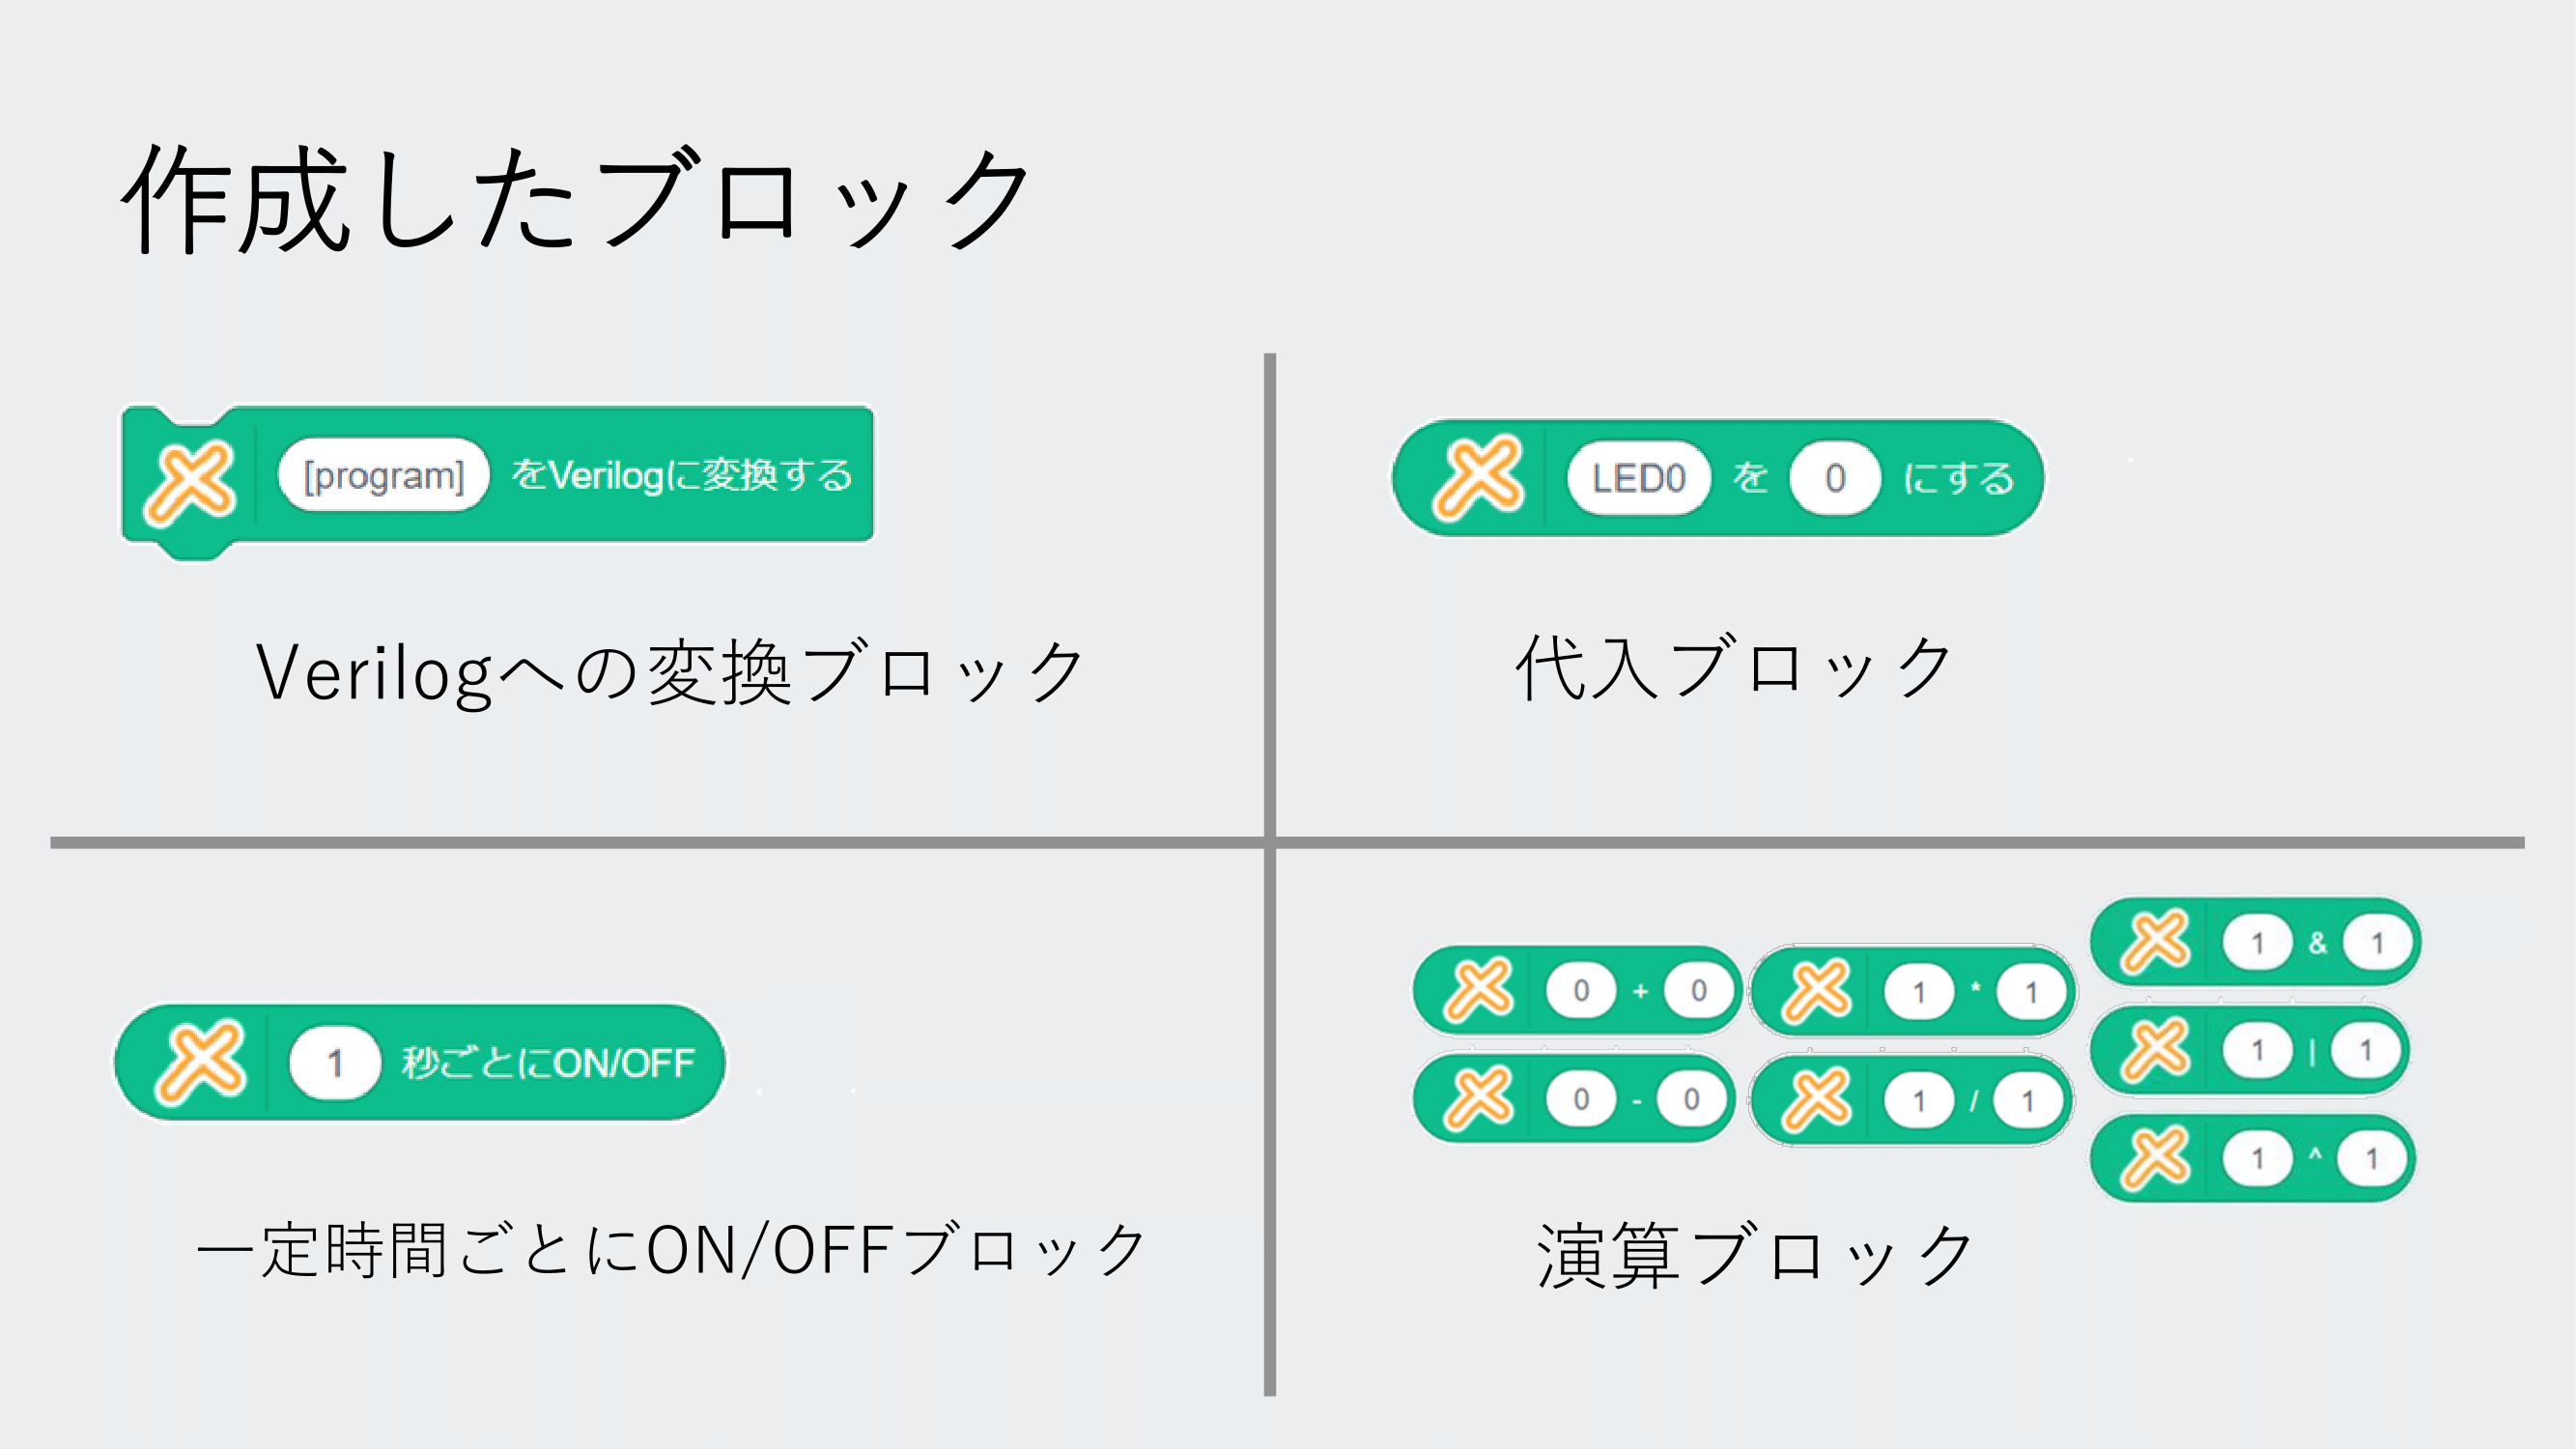 作成したブロック
[program] をVerilogに変換する
Verilogへの変換ブロック
LED0 を 0 にする
代入ブロック
1 秒ごとにON/OFF
一定時間ごとにON/OFFブロック
0 + 0
1 * 1
1 & 1
0 - 0
1 / 1
1 | 1
1 ^ 1
演算ブロック